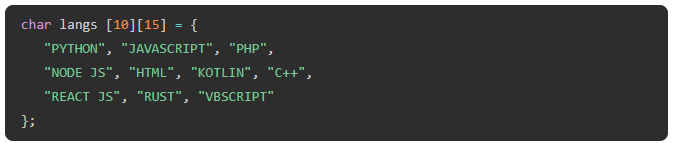 char langs [10][15] = {
   "PYTHON", "JAVASCRIPT", "PHP",
   "NODE JS", "HTML", "KOTLIN", "C++",
   "REACT JS", "RUST", "VBSCRIPT"
};